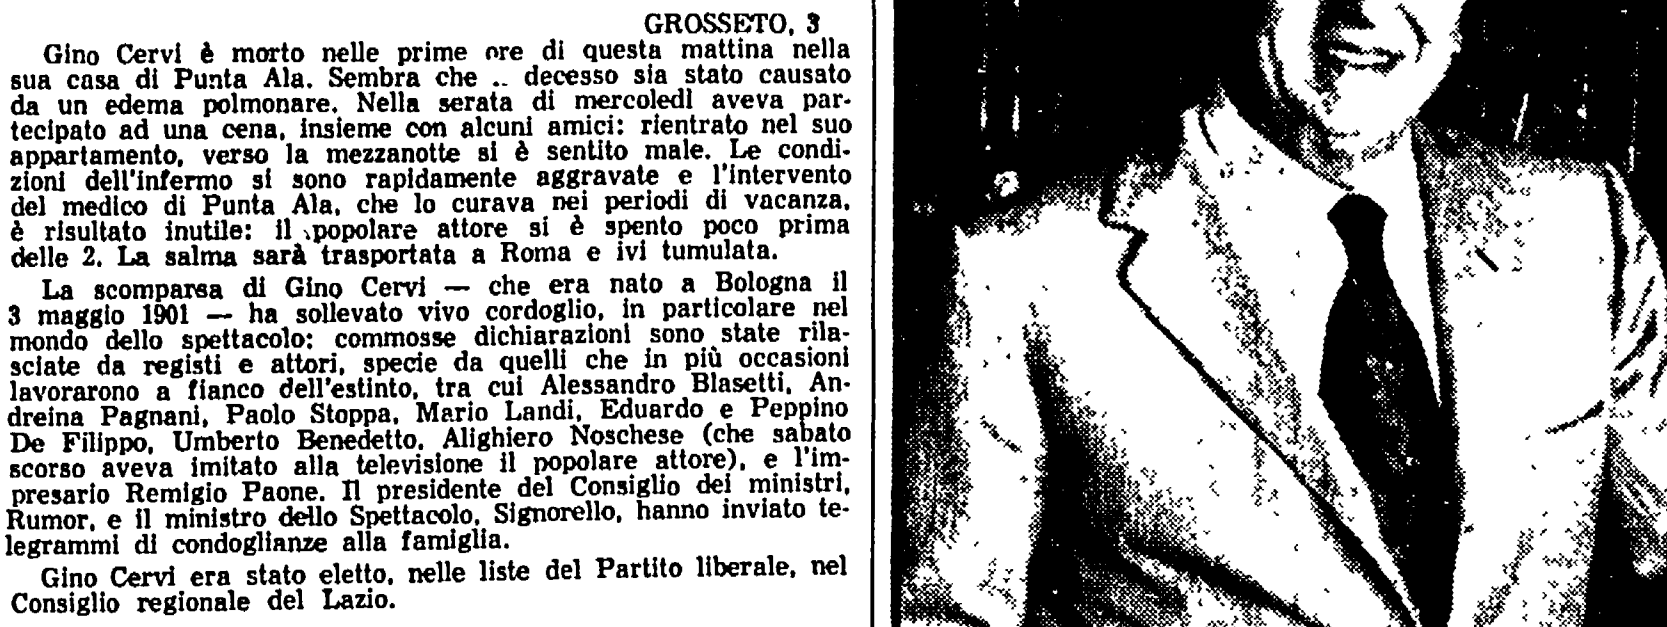 GROSSETO, 3
Gino Cervi è morto nelle prime ore di questa mattina nella
sua casa di Punta Ala. Sembra che .. decesso sia stato causato
da un edema polmonare. Nella serata di mercoledì aveva par-
tecipato ad una cena, insieme con alcuni amici: rientrato nel suo
appartamento, verso la mezzanotte si è sentito male. Le condi-
zioni dell'infermo si sono rapidamente aggravate e l'intervento
del medico di Punta Ala, che lo curava nei periodi di vacanza,
è risultato inutile: il popolare attore si è spento poco prima
delle 2. La salma sarà trasportata a Roma e ivi tumulata.
La scomparsa di Gino Cervi — che era nato a Bologna il
3 maggio 1901 — ha sollevato vivo cordoglio, in particolare nel
mondo dello spettacolo: commosse dichiarazioni sono state rila-
sciate da registi e attori, specie da quelli che in più occasioni
lavorarono a fianco dell'estinto, tra cui Alessandro Blasetti, An-
dreina Pagnani, Paolo Stoppa, Mario Landi, Eduardo e Peppino
De Filippo, Umberto Benedetto, Alighiero Noschese (che sabato
scorso aveva imitato alla televisione il popolare attore), e l'im-
presario Remigio Paone. Il presidente del Consiglio dei ministri,
Rumor, e il ministro dello Spettacolo, Signorello, hanno inviato te-
legrammi di condoglianze alla famiglia.
Gino Cervi era stato eletto, nelle liste del Partito liberale, nel
Consiglio regionale del Lazio.